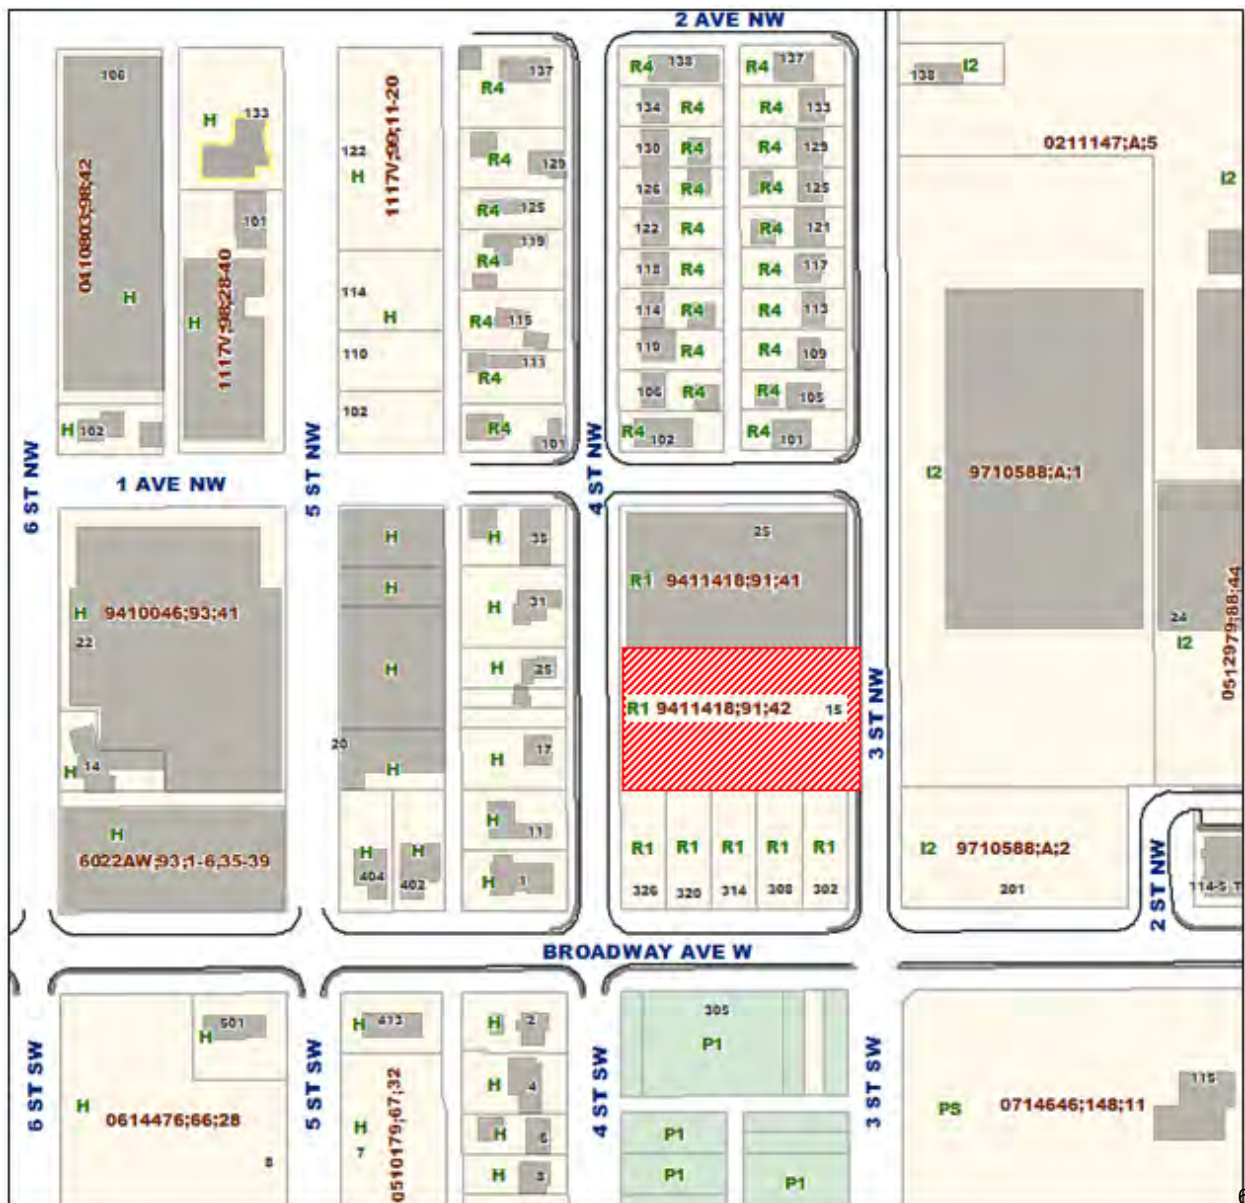 2 AVE NW
106
133
H
0410803;98;42
H
101
H
1117V;98;28-40
H 102
122
H
1117V;99;11-20
114
H
110
102
137
R4
R4
129
R4 125
119
R4
R4 115
111
R4
R4
101
R4 138
134 R4
130 R4
126 R4
122 R4
118 R4
114 R4
110 R4
106 R4
R4 102
R4 137
133
R4
129
R4
R4 125
R4 121
R4 117
R4 113
R4 109
R4 105
R4 101
138 I2
0211147;A;5
I2
I2 9710588;A;1
24
I2
0512979;88;44
6 ST NW
1 AVE NW
5 ST NW
4 ST NW
3 ST NW
2 ST NW
H 9410046;93;41
22
14
H
H
6022AW;93;1-6,35-39
H
H
H
20
H
H
404
H
402
H 35
H 31
H 25
H 17
H
11
H 1
25
R1 9411418;91;41
R1 9411418;91;42 15
R1 R1 R1 R1 R1
326 320 314 308 302
I2 9710588;A;2
201
114-S T
BROADWAY AVE W
6 ST SW
5 ST SW
4 ST SW
3 ST SW
501
H
H 0614476;66;28
8
H 413
H
7
0510179;67;32
H 2
H 4
H 6
H
305
P1
P1
P1
P1
115
PS 0714646;148;11